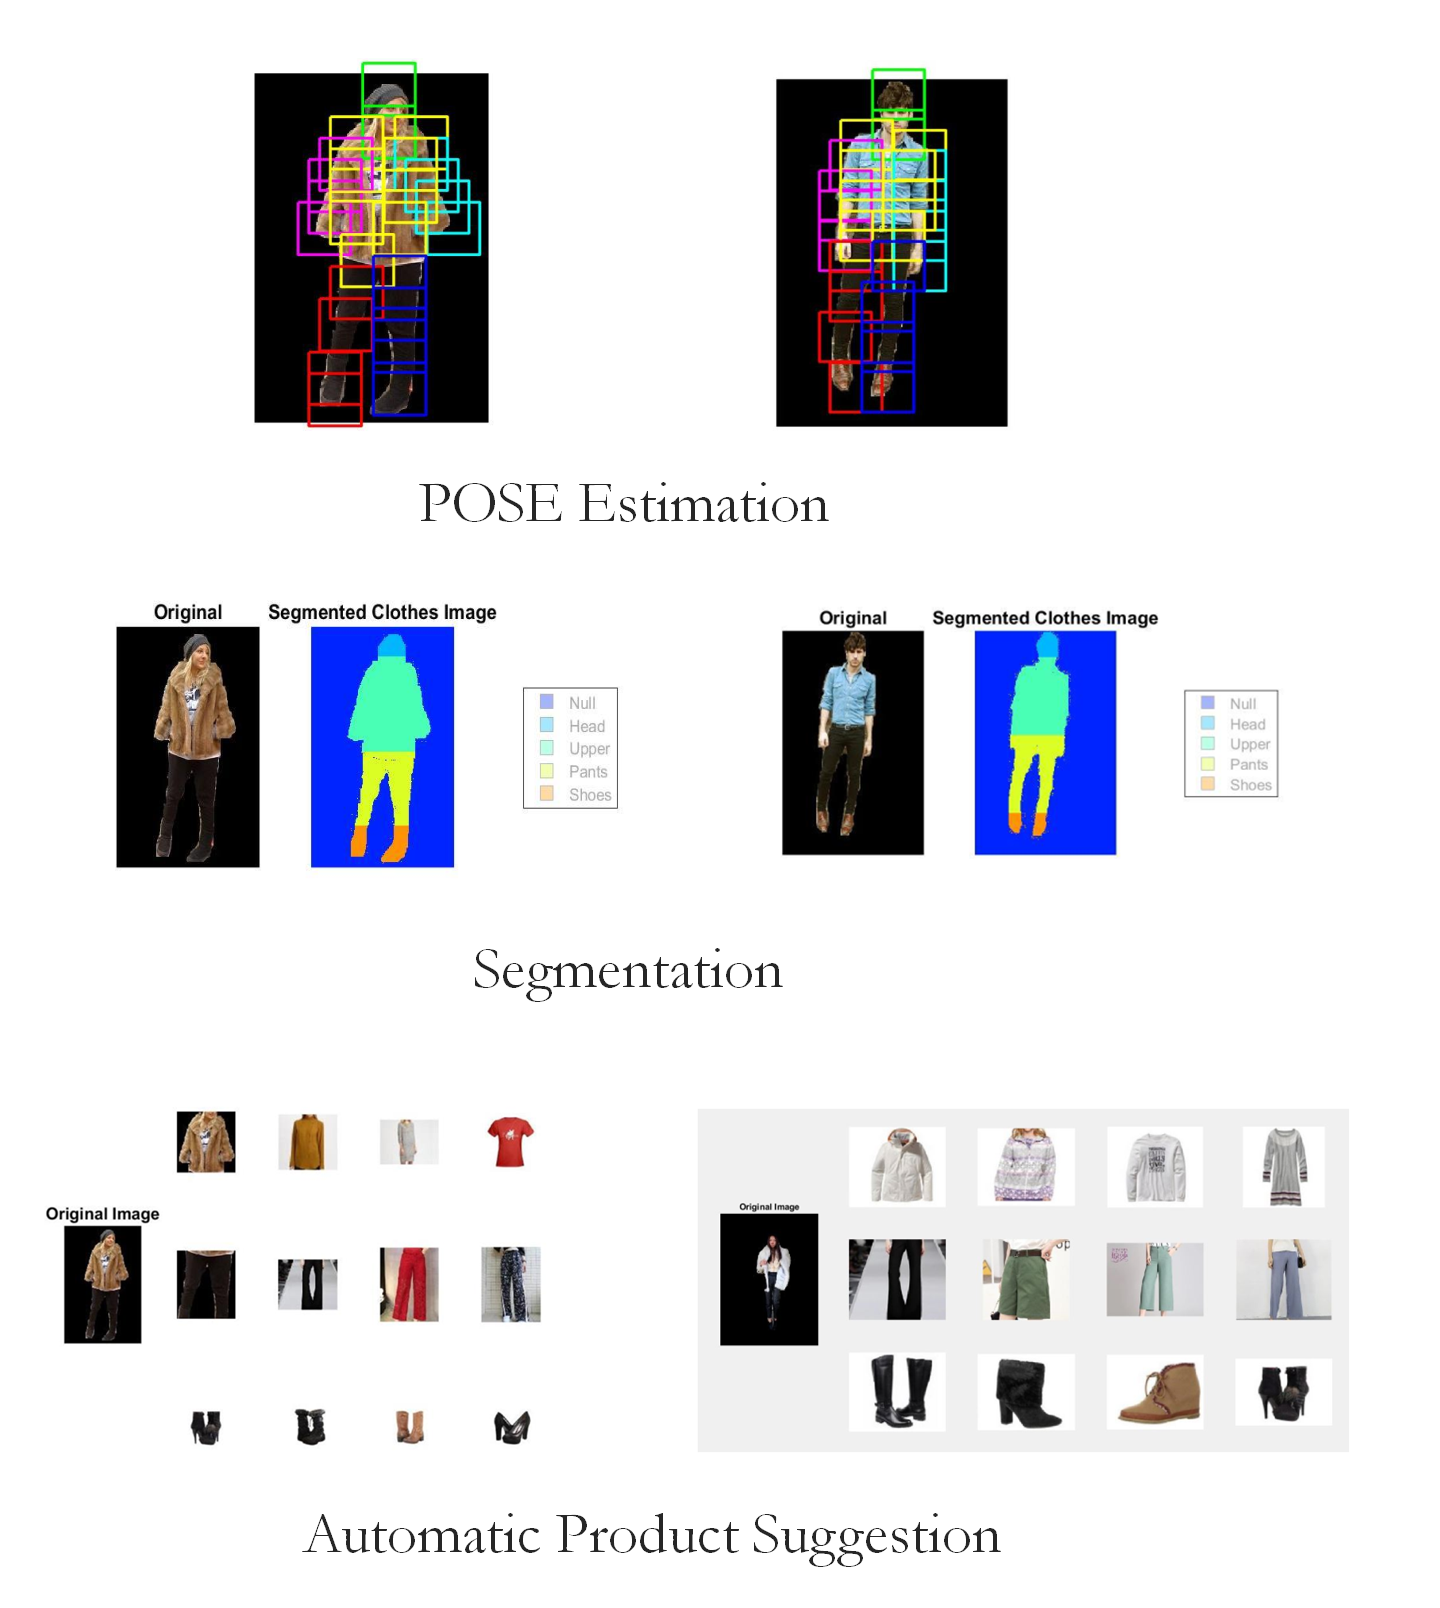 POSE Estimation
Original
Segmented Clothes Image
Null
Head
Upper
Pants
Shoes
Original
Segmented Clothes Image
Null
Head
Upper
Pants
Shoes
Segmentation
Original Image
Original Image
Automatic Product Suggestion